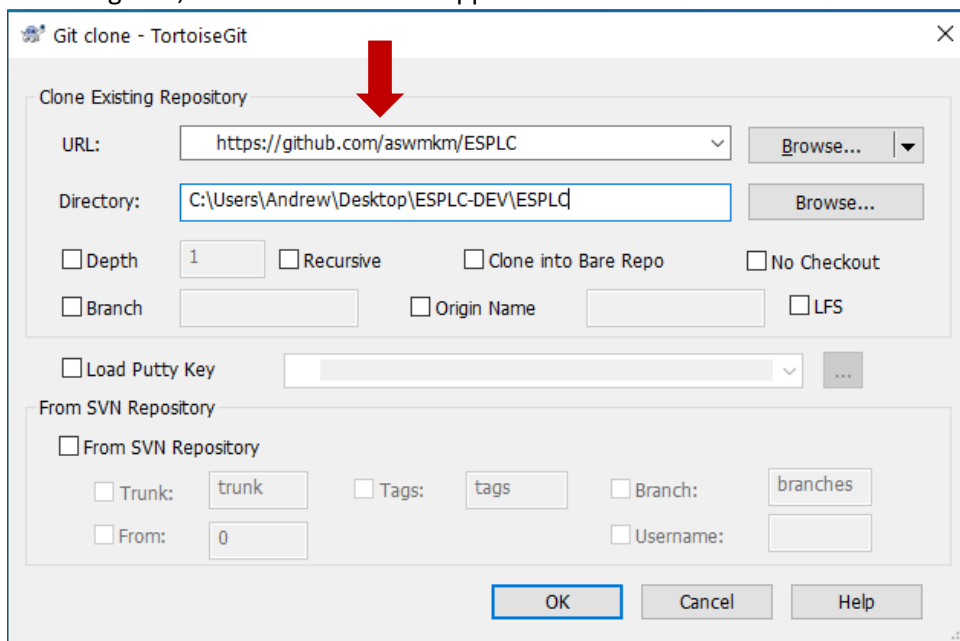 Git clone - TortoiseGit
Clone Existing Repository
URL: https://github.com/aswmkm/ESPLC Browse...
Directory: C:\Users\Andrew\Desktop\ESPLC-DEV\ESPLC Browse...
Depth 1 Recursive Clone into Bare Repo No Checkout
Branch Origin Name LFS
Load Putty Key ...
From SVN Repository
From SVN Repository
Trunk: trunk Tags: tags Branch: branches
From: 0 Username:
OK Cancel Help